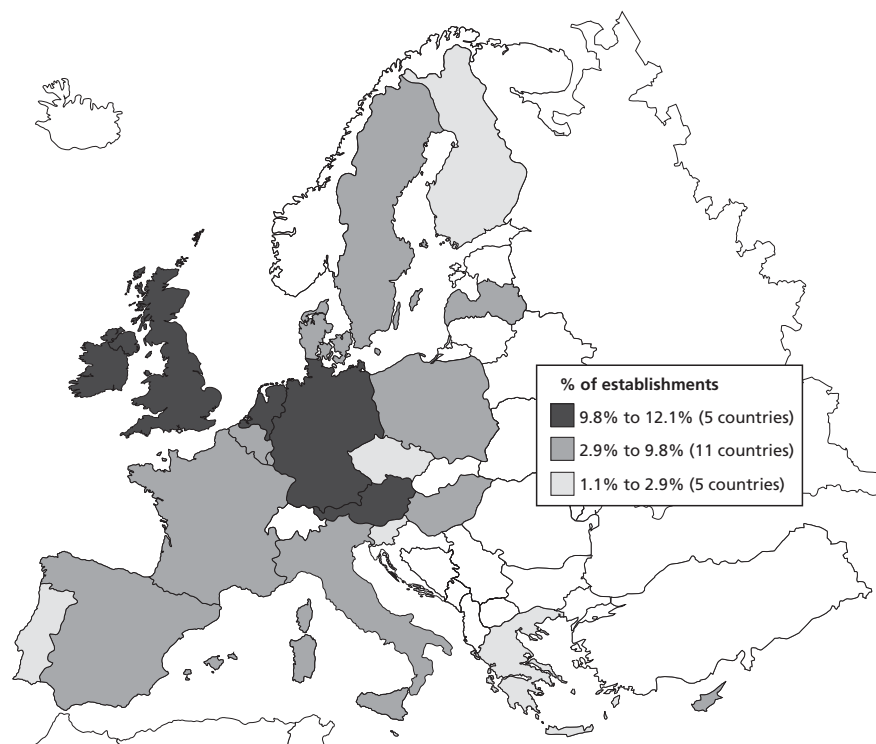 % of establishments
9.8% to 12.1% (5 countries)
2.9% to 9.8% (11 countries)
1.1% to 2.9% (5 countries)